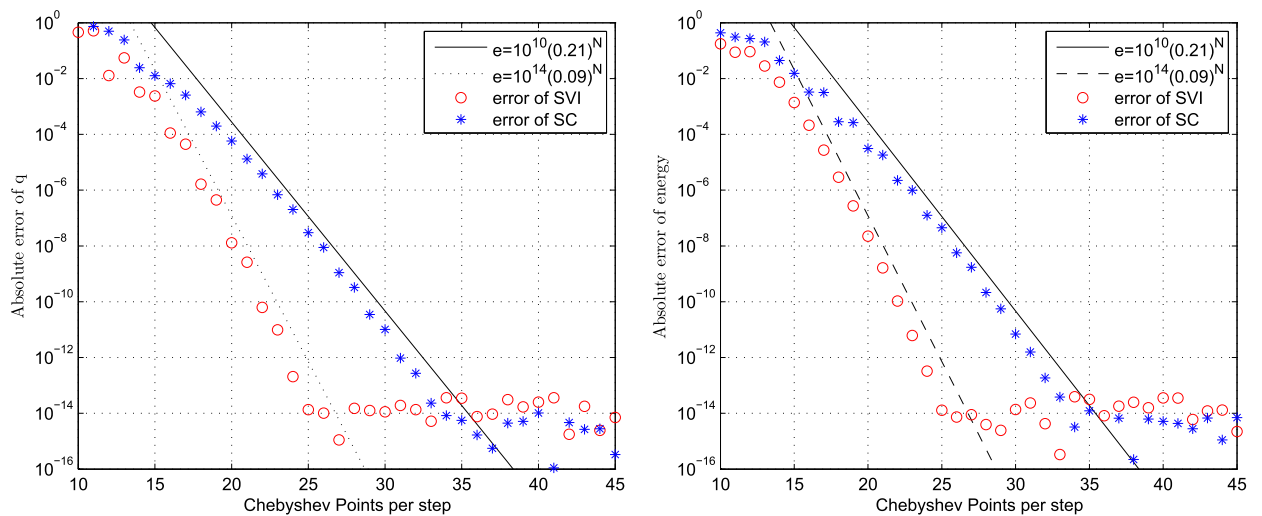 Absolute error of q
10^0
10^-2
10^-4
10^-6
10^-8
10^-10
10^-12
10^-14
10^-16
e=10^10(0.21)^N
e=10^14(0.09)^N
error of SVI
error of SC
10 15 20 25 30 35 40 45
Chebyshev Points per step
Absolute error of energy
10^0
10^-2
10^-4
10^-6
10^-8
10^-10
10^-12
10^-14
10^-16
e=10^10(0.21)^N
e=10^14(0.09)^N
error of SVI
error of SC
10 15 20 25 30 35 40 45
Chebyshev Points per step